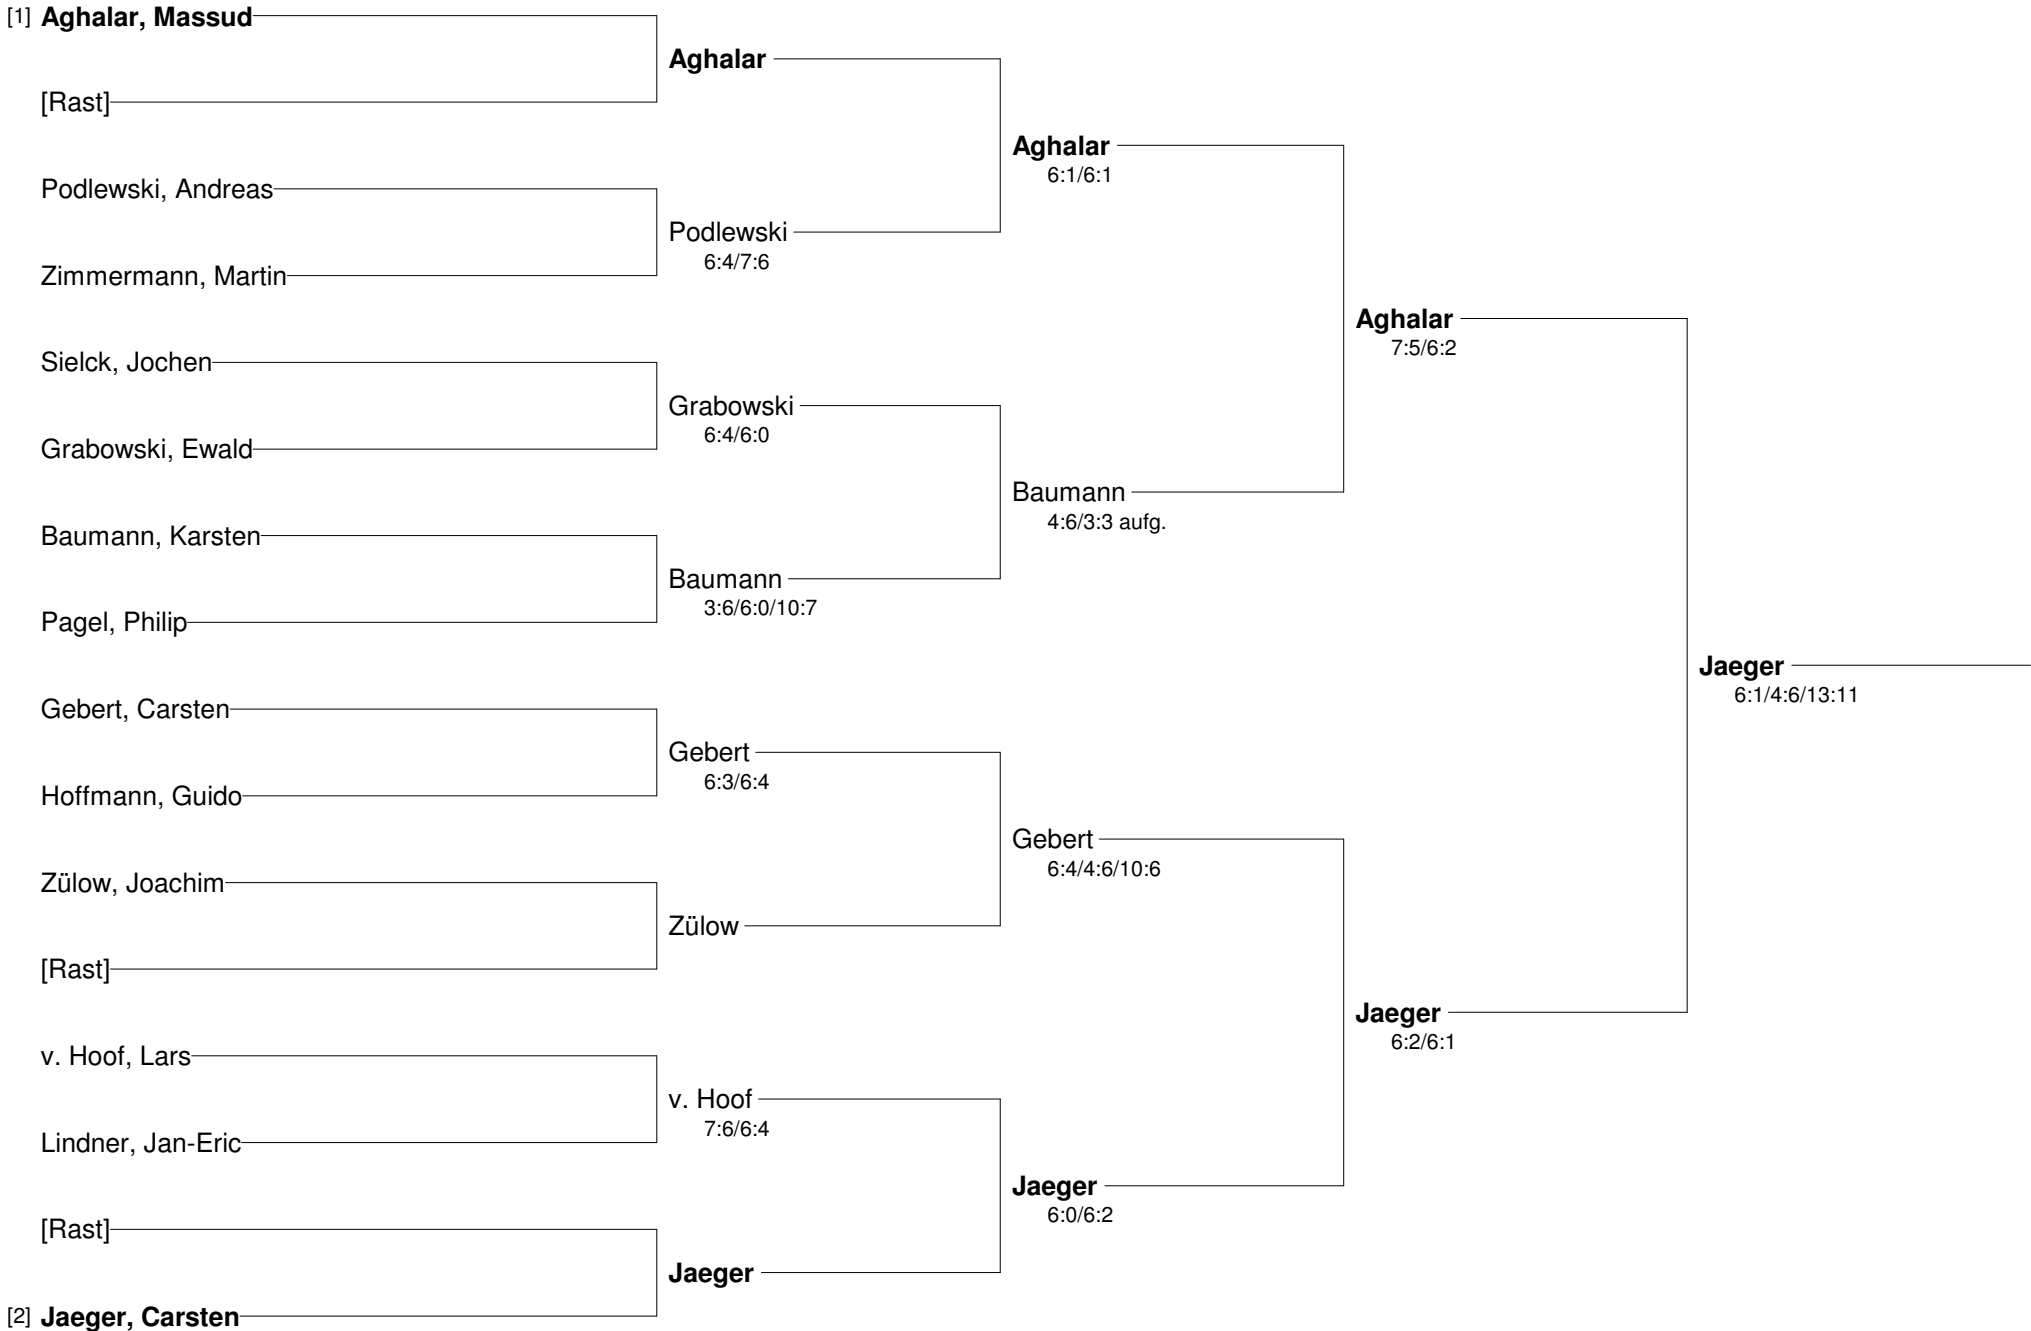 [1] Aghalar, Massud
[Rast]
Podlewski, Andreas
Zimmermann, Martin
Sielck, Jochen
Grabowski, Ewald
Baumann, Karsten
Pagel, Philip
Gebert, Carsten
Hoffmann, Guido
Zülow, Joachim
[Rast]
v. Hoof, Lars
Lindner, Jan-Eric
[Rast]
[2] Jaeger, Carsten
Aghalar
Podlewski
6:4/7:6
Grabowski
6:4/6:0
Baumann
3:6/6:0/10:7
Gebert
6:3/6:4
Zülow
v. Hoof
7:6/6:4
Jaeger
Aghalar
6:1/6:1
Baumann
4:6/3:3 aufg.
Gebert
6:4/4:6/10:6
Jaeger
6:0/6:2
Aghalar
7:5/6:2
Jaeger
6:2/6:1
Jaeger
6:1/4:6/13:11